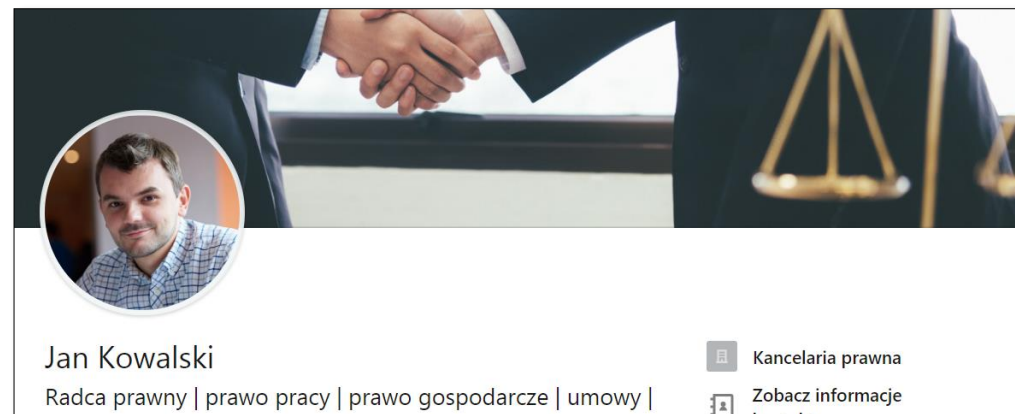 Jan Kowalski
Radca prawny | prawo pracy | prawo gospodarcze | umowy |
Kancelaria prawna
Zobacz informacje